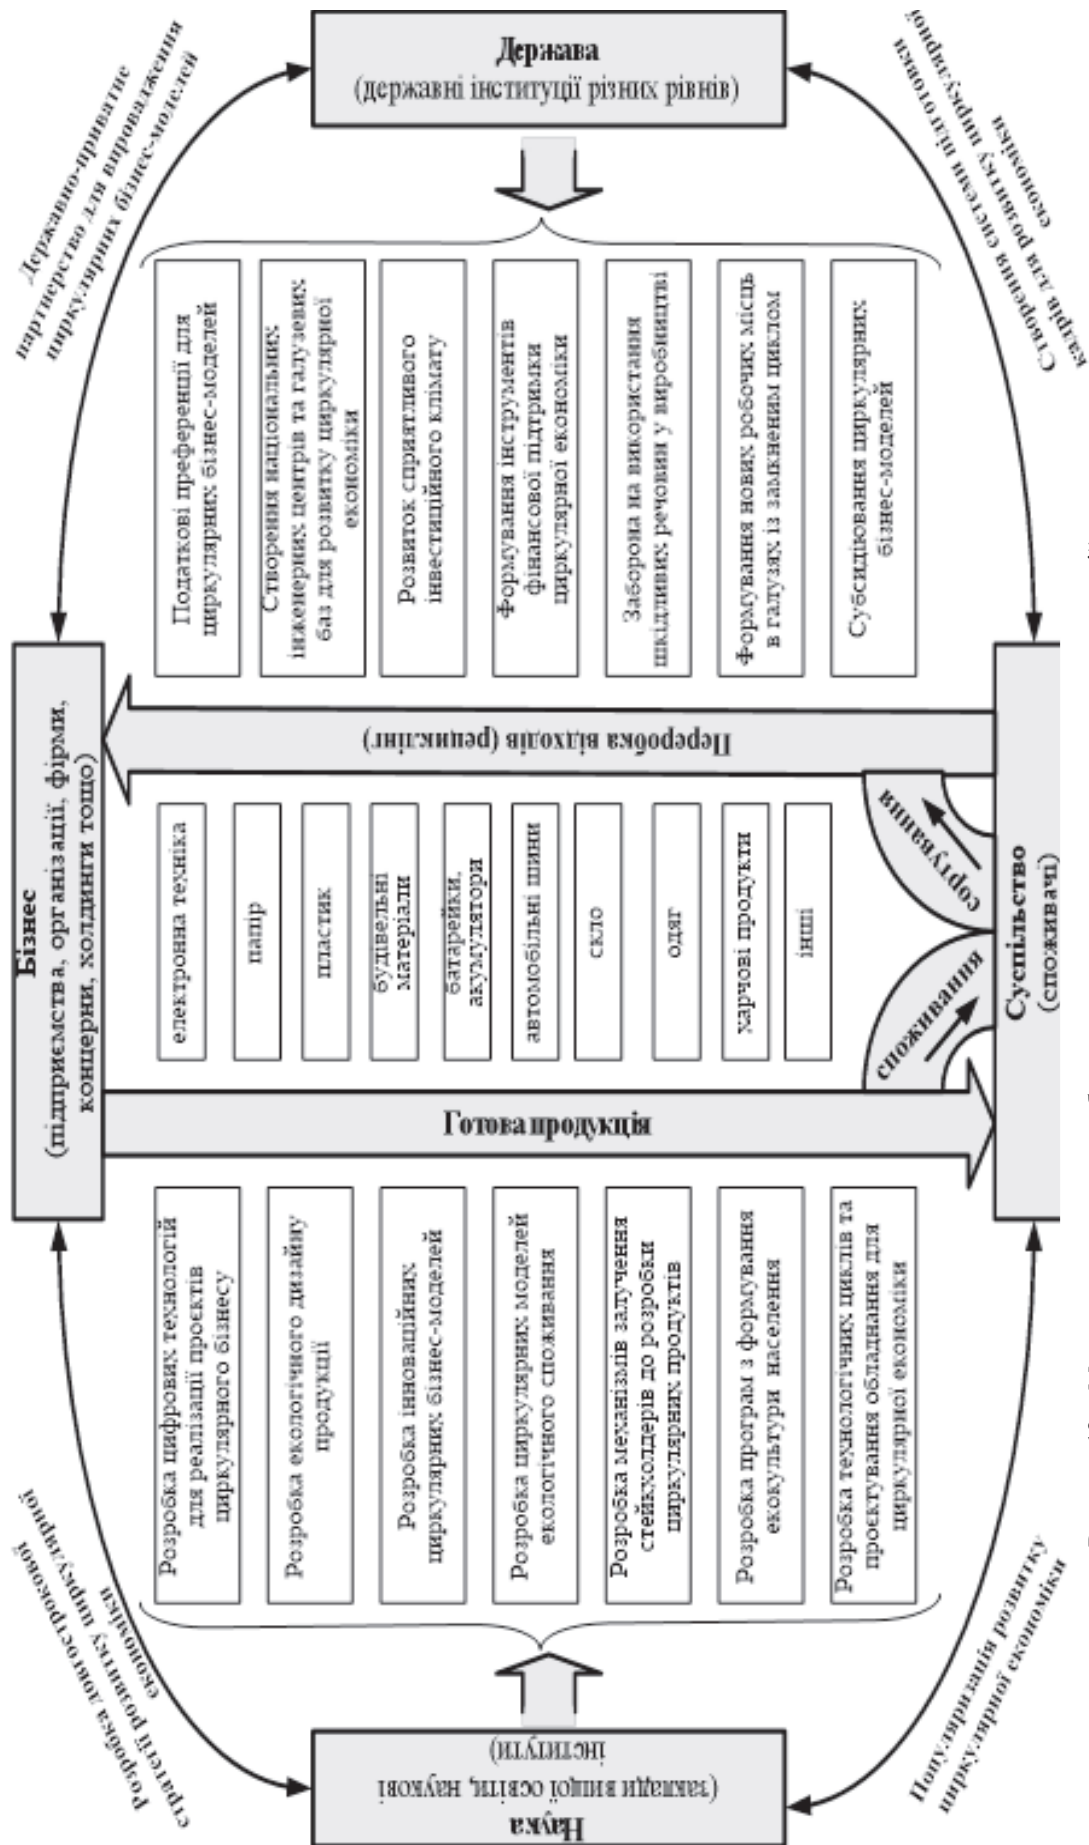 Бізнес
(підприємства, організації, фірми,
концерни, холдинги тощо)
Розробка довгострокової
стратегії розвитку циркулярної
економіки
Державно-приватне
партнерство для впровадження
циркулярних бізнес-моделей
Наука
(заклади вищої освіти, наукові
інститути)
Розробка цифрових технологій
для реалізації проєктів
циркулярного бізнесу
Розробка екологічного дизайну
продукції
Розробка інноваційних
циркулярних бізнес-моделей
Розробка циркулярних моделей
екологічного споживання
Розробка механізмів залучення
стейкхолдерів до розробки
циркулярних продуктів
Розробка програм з формування
екокультури населення
Розробка технологічних циклів та
проєктування обладнання для
циркулярної економіки
Готова продукція
електронна техніка
папір
пластик
будівельні
матеріали
батарейки,
акумулятори
автомобільні шини
скло
одяг
харчові продукти
інші
споживання
сортування
Переробка відходів (рециклінг)
Податкові преференції для
циркулярних бізнес-моделей
Створення національних
інженерних центрів та галузевих
баз для розвитку циркулярної
економіки
Розвиток сприятливого
інвестиційного клімату
Формування інструментів
фінансової підтримки
циркулярної економіки
Заборона на використання
шкідливих речовин у виробництві
Формування нових робочих місць
в галузях із замкненим циклом
Субсидіювання циркулярних
бізнес-моделей
Держава
(державні інституції різних рівнів)
Популяризація розвитку
циркулярної економіки
Створення системи підготовки
кадрів для розвитку циркулярної
економіки
Суспільство
(споживачі)